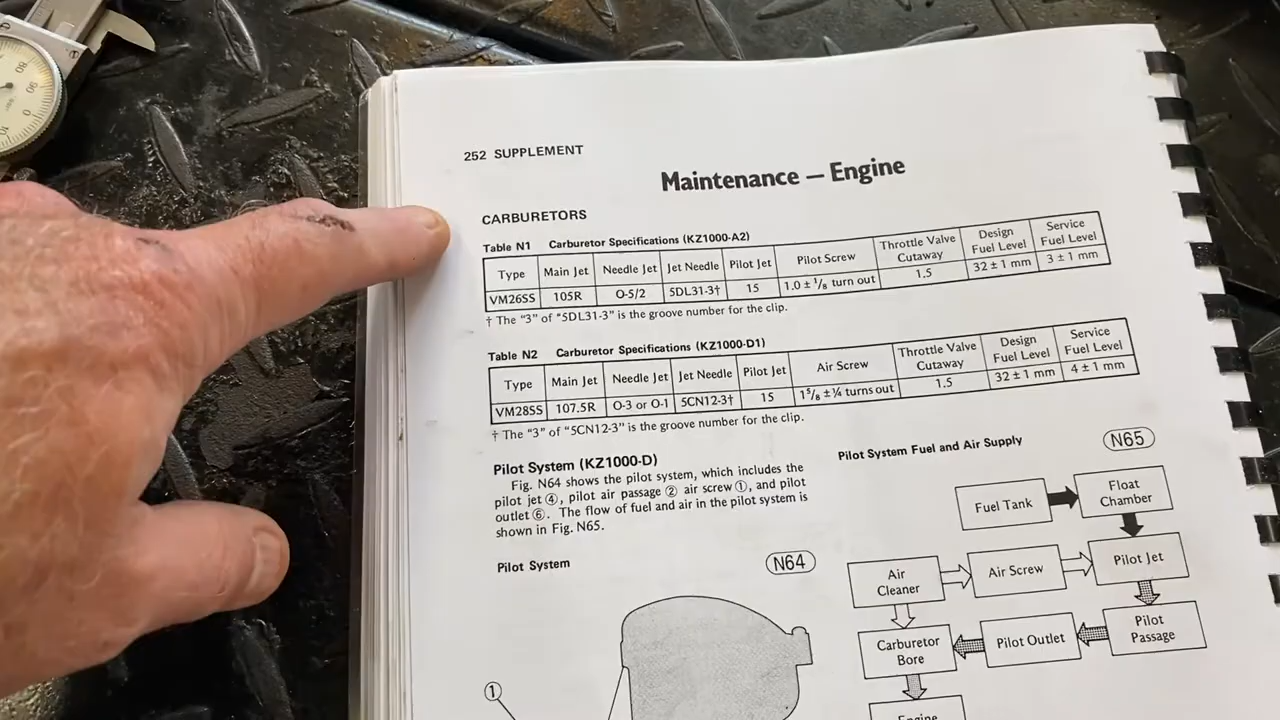 252 SUPPLEMENT
Maintenance — Engine
CARBURETORS
Table N1 Carburetor Specifications (KZ1000-A2)
Type Main Jet Needle Jet Jet Needle Pilot Jet Pilot Screw Throttle Valve Cutaway Design Fuel Level Service Fuel Level
VM26SS 105R O-5/2 5DL31-3† 15 1.0 ± 1/8 turn out 1.5 32 ± 1 mm 3 ± 1 mm
† The "3" of "5DL31-3" is the groove number for the clip.
Table N2 Carburetor Specifications (KZ1000-D1)
Type Main Jet Needle Jet Jet Needle Pilot Jet Air Screw Throttle Valve Cutaway Design Fuel Level Service Fuel Level
VM28SS 107.5R O-3 or O-1 5CN12-3† 15 1 5/8 ± 1/4 turns out 1.5 32 ± 1 mm 4 ± 1 mm
† The "3" of "5CN12-3" is the groove number for the clip.
Pilot System (KZ1000-D)
Fig. N64 shows the pilot system, which includes the
pilot jet ④, pilot air passage ② air screw ①, and pilot
outlet ⑥. The flow of fuel and air in the pilot system is
shown in Fig. N65.
Pilot System
N64
①
Pilot System Fuel and Air Supply
N65
Fuel Tank
Float
Chamber
Air
Cleaner
Air Screw
Pilot Jet
Carburetor
Bore
Pilot Outlet
Pilot
Passage
Engine
80
90
0
10